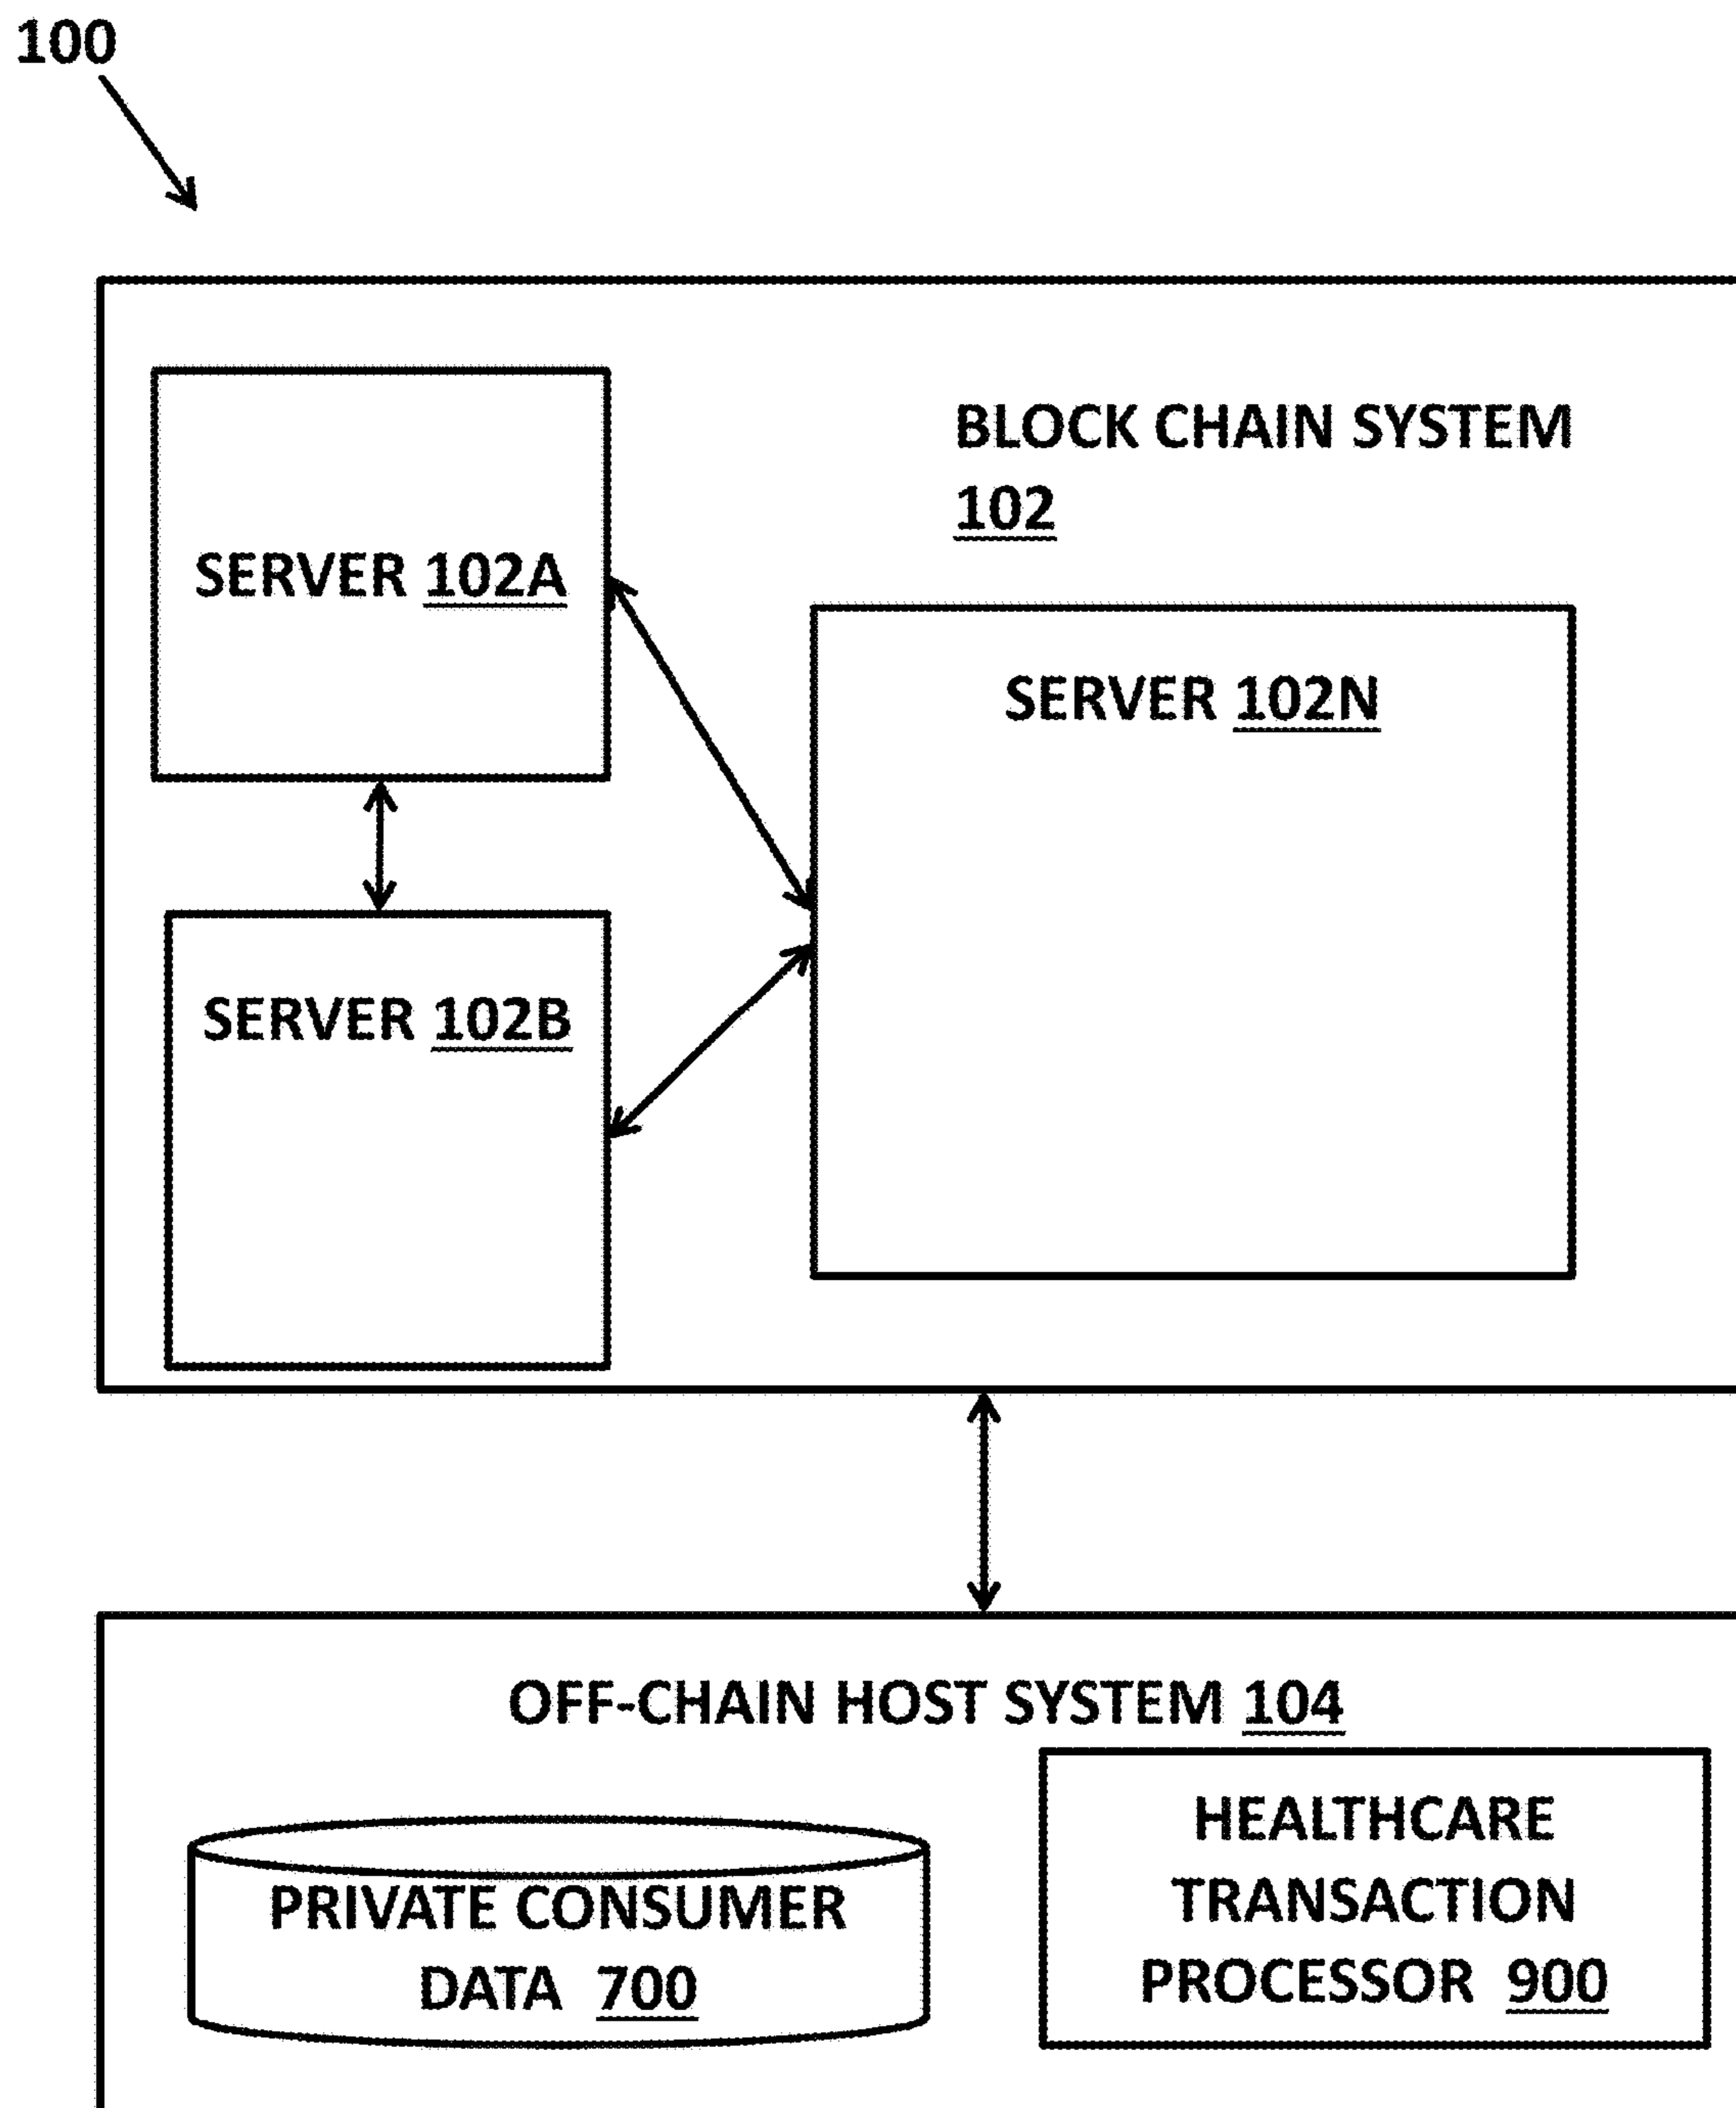 100
BLOCK CHAIN SYSTEM
102
SERVER 102A
SERVER 102N
SERVER 102B
OFF-CHAIN HOST SYSTEM 104
PRIVATE CONSUMER
DATA 700
HEALTHCARE
TRANSACTION
PROCESSOR 900